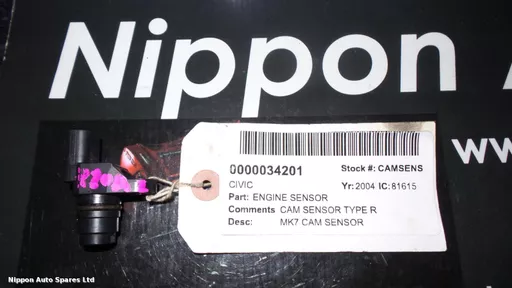 Nippon A
www.
0000034201 Stock #: CAMSENS
CIVIC Yr: 2004 IC: 81615
Part: ENGINE SENSOR
Comments CAM SENSOR TYPE R
Desc: MK7 CAM SENSOR
Nippon Auto Spares Ltd